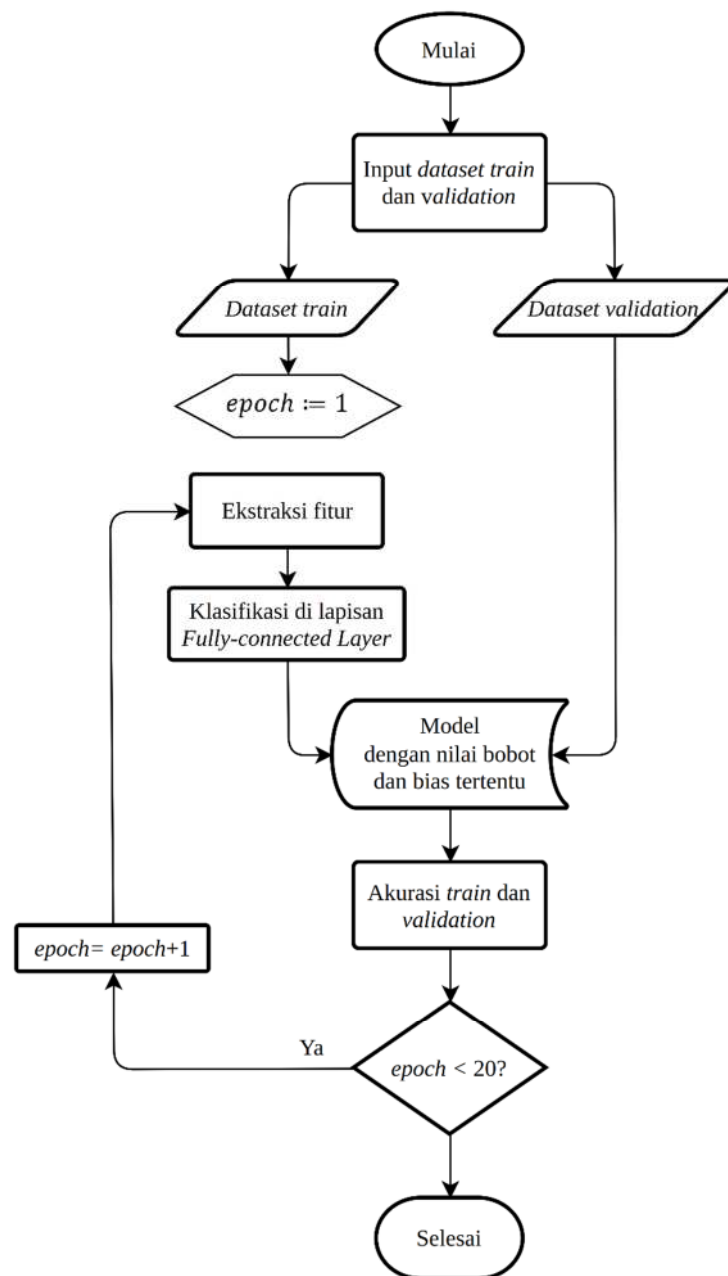 Mulai
Input dataset train
dan validation
Dataset train
Dataset validation
epoch ≔ 1
Ekstraksi fitur
Klasifikasi di lapisan
Fully-connected Layer
Model
dengan nilai bobot
dan bias tertentu
Akurasi train dan
validation
epoch= epoch+1
Ya
epoch < 20?
Selesai